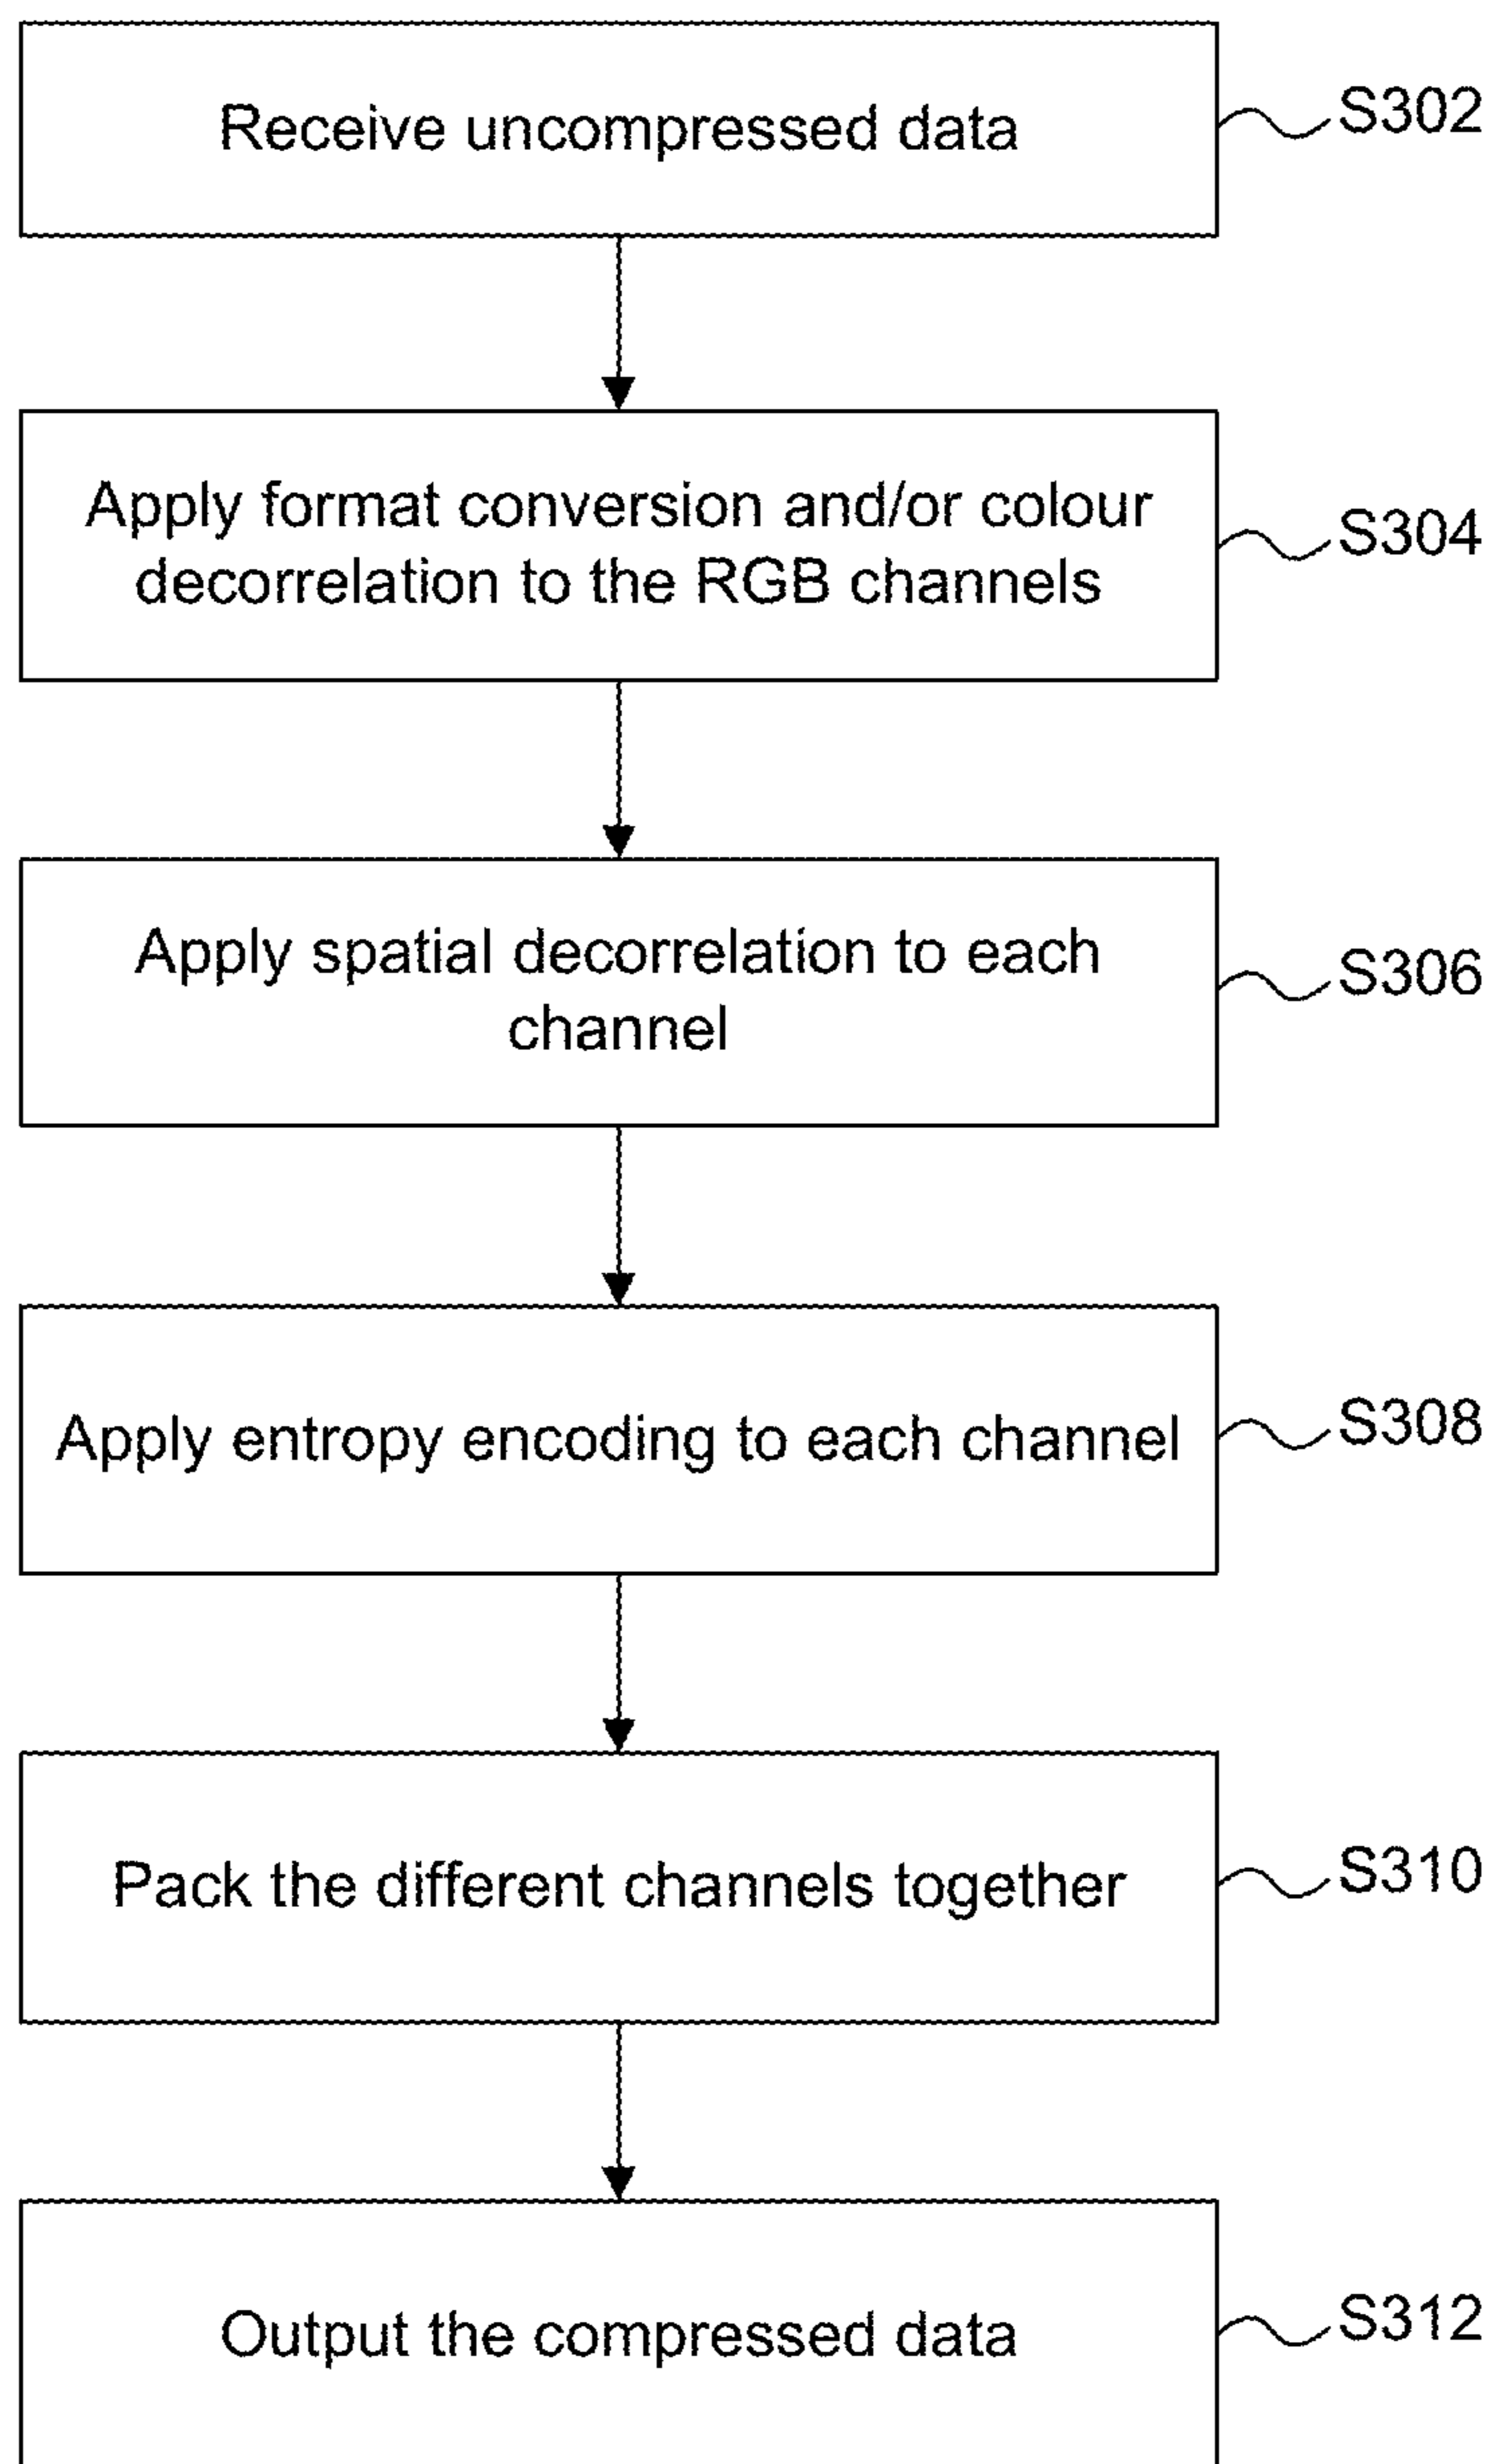 Receive uncompressed data
S302
Apply format conversion and/or colour
decorrelation to the RGB channels
S304
Apply spatial decorrelation to each
channel
S306
Apply entropy encoding to each channel
S308
Pack the different channels together
S310
Output the compressed data
S312